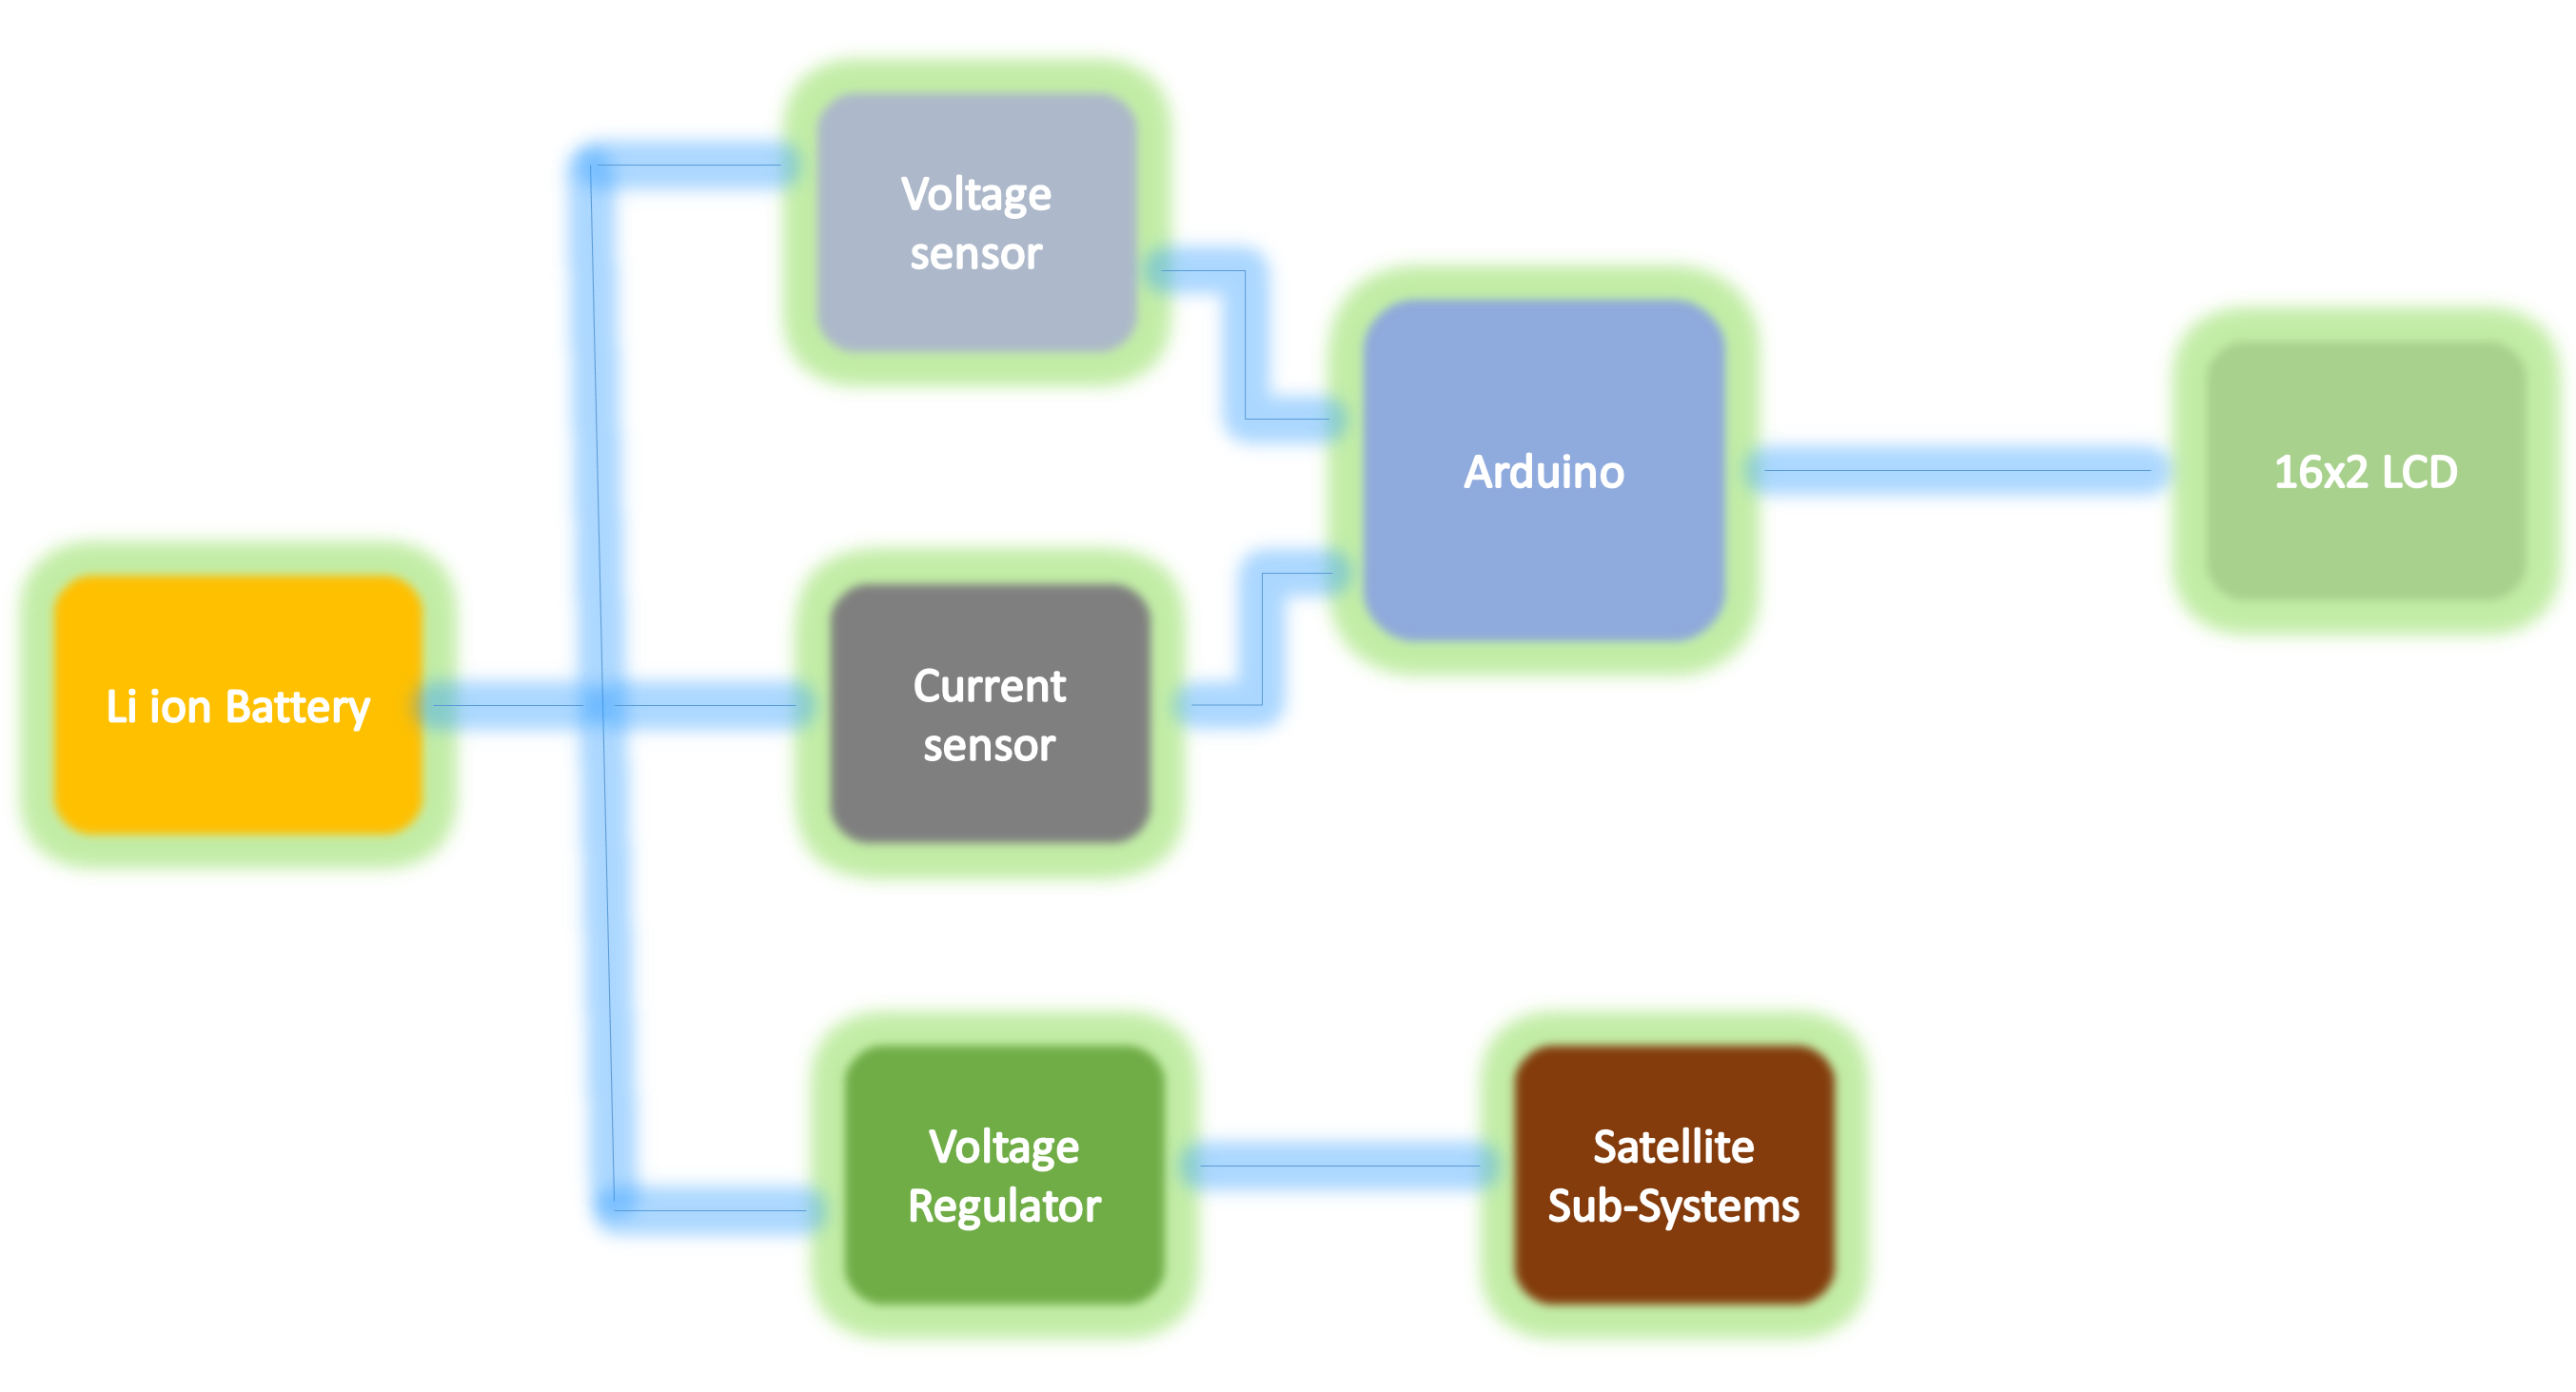 Voltage
sensor
Arduino
16x2 LCD
Li ion Battery
Current
sensor
Voltage
Regulator
Satellite
Sub-Systems